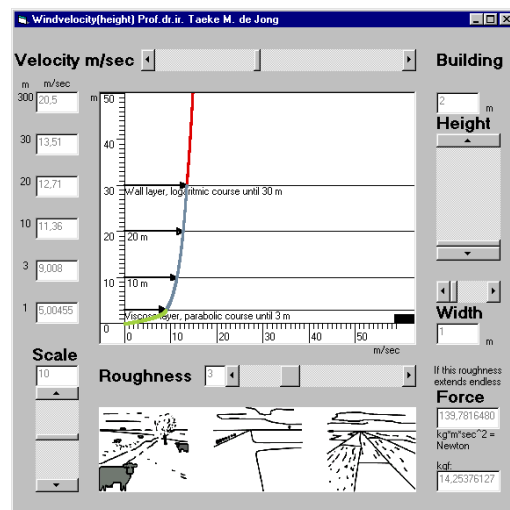 Windvelocity(height) Prof.dr.ir. Taeke M. de Jong
Velocity m/sec
Building
m m/sec
300 20,5
30 13,51
20 12,71
10 11,36
3 9,008
1 5,00455
m 50
40
30
20
10
0
Wall layer, logaritmic course until 30 m
20 m
10 m
Viscose layer, parabolic course until 3 m
0 10 20 30 40 50
m/sec
2 m
Height
Width
1 m
Scale
10
Roughness 3
If this roughness
extends endless
Force
139,7816480
kg*m*sec^2 =
Newton
kgf:
14,25376127